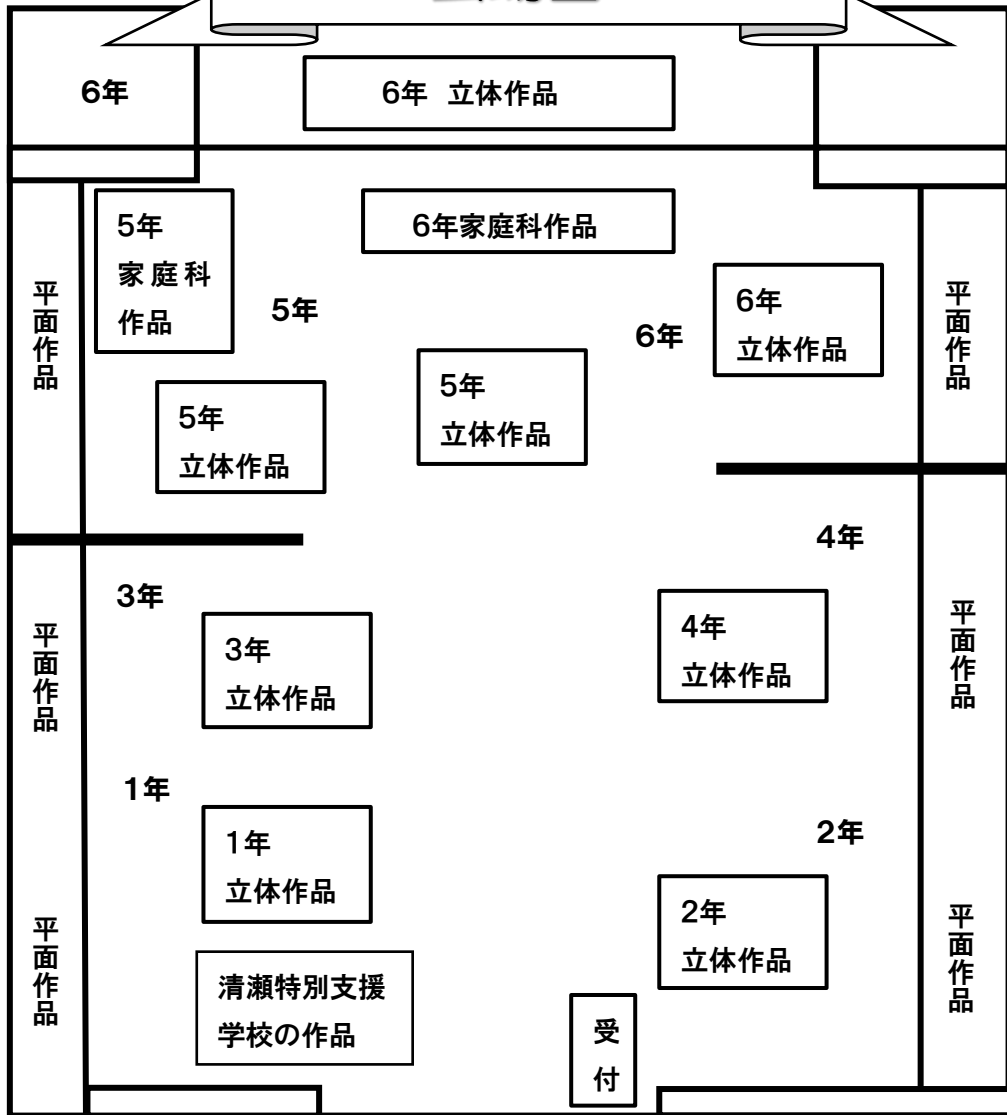 6年
6年 立体作品
5年
家庭科
作品
6年家庭科作品
平面作品
5年
6年
6年
立体作品
平面作品
5年
立体作品
5年
立体作品
4年
3年
3年
立体作品
4年
立体作品
平面作品
平面作品
1年
1年
立体作品
2年
2年
立体作品
平面作品
平面作品
清瀬特別支援
学校の作品
受
付